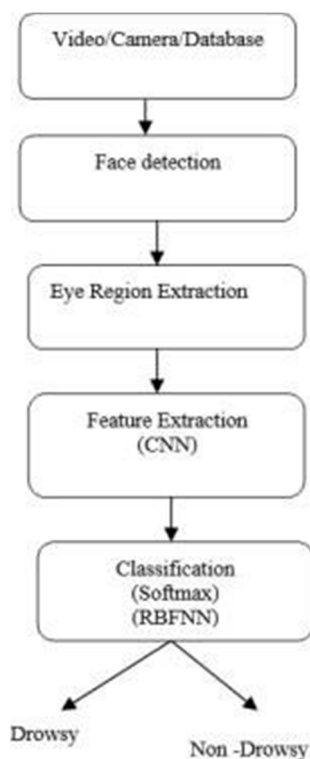 Video/Camera/Database
Face detection
Eye Region Extraction
Feature Extraction
(CNN)
Classification
(Softmax)
(RBFNN)
Drowsy
Non -Drowsy